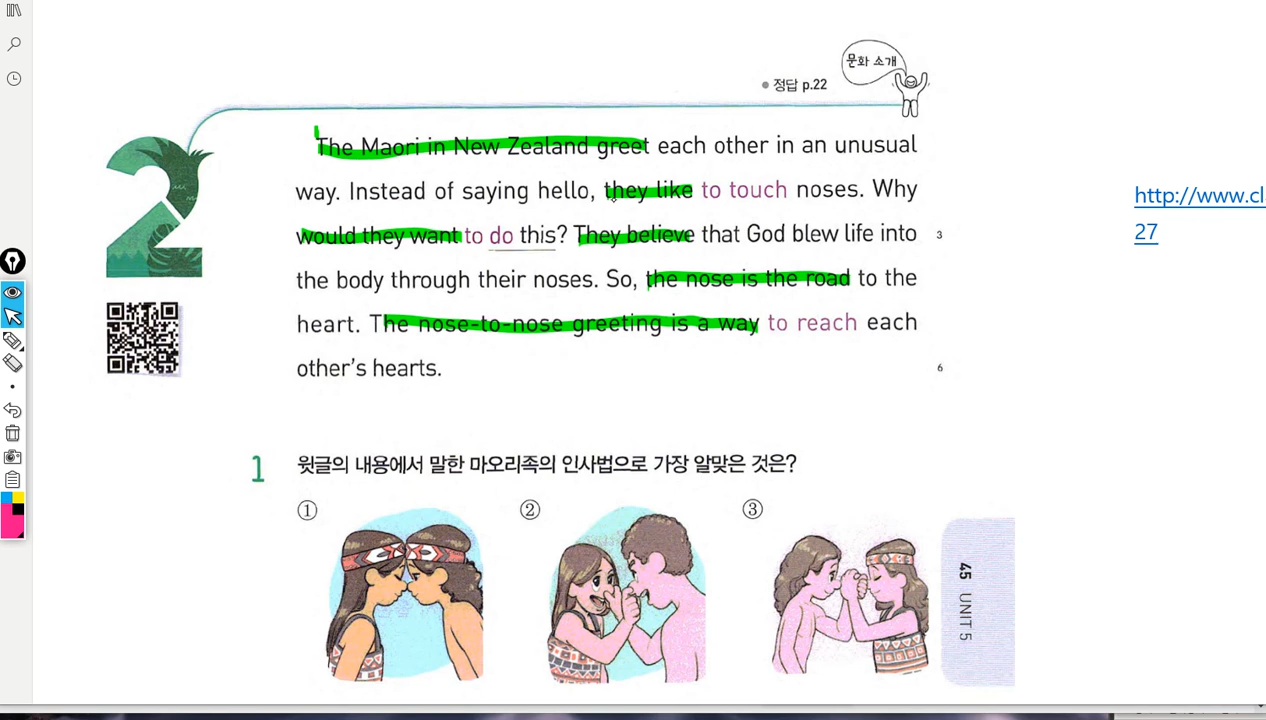 문화 소개
정답 p.22
2
The Maori in New Zealand greet each other in an unusual
way. Instead of saying hello, they like to touch noses. Why
would they want to do this? They believe that God blew life into
3
the body through their noses. So, the nose is the road to the
heart. The nose-to-nose greeting is a way to reach each
other's hearts.
6
http://www.cl
27
1 윗글의 내용에서 말한 마오리족의 인사법으로 가장 알맞은 것은?
① ② ③
45 UNIT 5